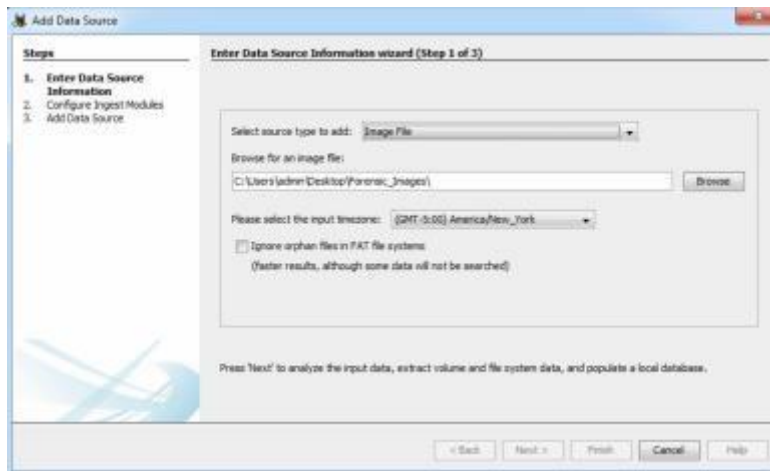 Add Data Source
Steps
1. Enter Data Source
Information
2. Configure Ingest Modules
3. Add Data Source
Enter Data Source Information wizard (Step 1 of 3)
Select source type to add: Image File
Browse for an image file:
C:\Users\admin\Desktop\Forensic_Images\
Browse
Please select the input timezone: (GMT -5:00) America/New_York
Ignore orphan files in FAT file systems
(faster results, although some data will not be searched)
Press 'Next' to analyze the input data, extract volume and file system data, and populate a local database.
< Back Next > Finish Cancel Help